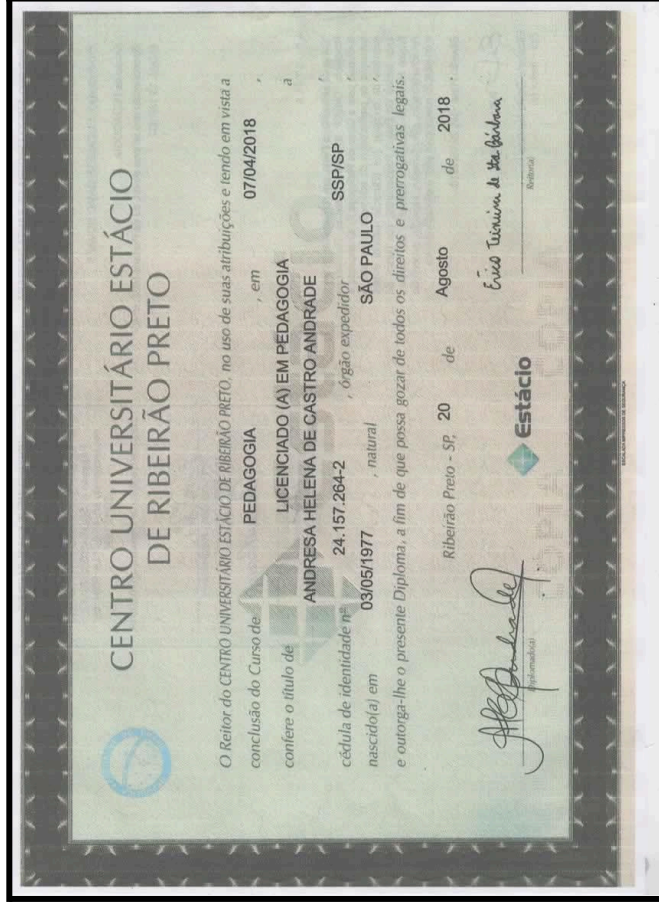 CENTRO UNIVERSITÁRIO ESTÁCIO
DE RIBEIRÃO PRETO
O Reitor do CENTRO UNIVERSITÁRIO ESTÁCIO DE RIBEIRÃO PRETO, no uso de suas atribuições e tendo em vista a
conclusão do Curso de PEDAGOGIA , em 07/04/2018 ,
confere o título de LICENCIADO (A) EM PEDAGOGIA a
ANDRESA HELENA DE CASTRO ANDRADE ,
cédula de identidade nº 24.157.264-2 , órgão expedidor SSP/SP ,
nascido(a) em 03/05/1977 , natural SÃO PAULO ,
e outorga-lhe o presente Diploma, a fim de que possa gozar de todos os direitos e prerrogativas legais.
Ribeirão Preto - SP, 20 de Agosto de 2018 .
Diplomado(a)
Estácio
Reitoria
COPIA COPIA